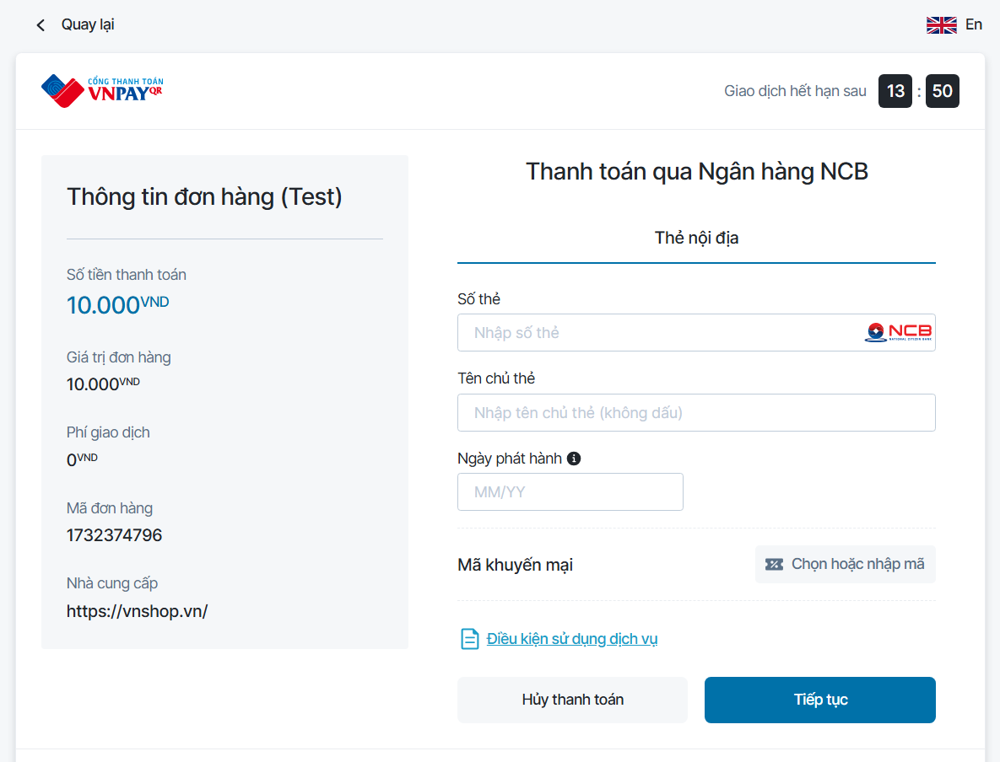 Quay lại
En
CỔNG THANH TOÁN
VNPAYQR
Giao dịch hết hạn sau 13 : 50
Thông tin đơn hàng (Test)
Số tiền thanh toán
10.000VND
Giá trị đơn hàng
10.000VND
Phí giao dịch
0VND
Mã đơn hàng
1732374796
Nhà cung cấp
https://vnshop.vn/
Thanh toán qua Ngân hàng NCB
Thẻ nội địa
Số thẻ
Nhập số thẻ
NCB
NATIONAL CITIZEN BANK
Tên chủ thẻ
Nhập tên chủ thẻ (không dấu)
Ngày phát hành
MM/YY
Mã khuyến mại
Chọn hoặc nhập mã
Điều kiện sử dụng dịch vụ
Hủy thanh toán
Tiếp tục